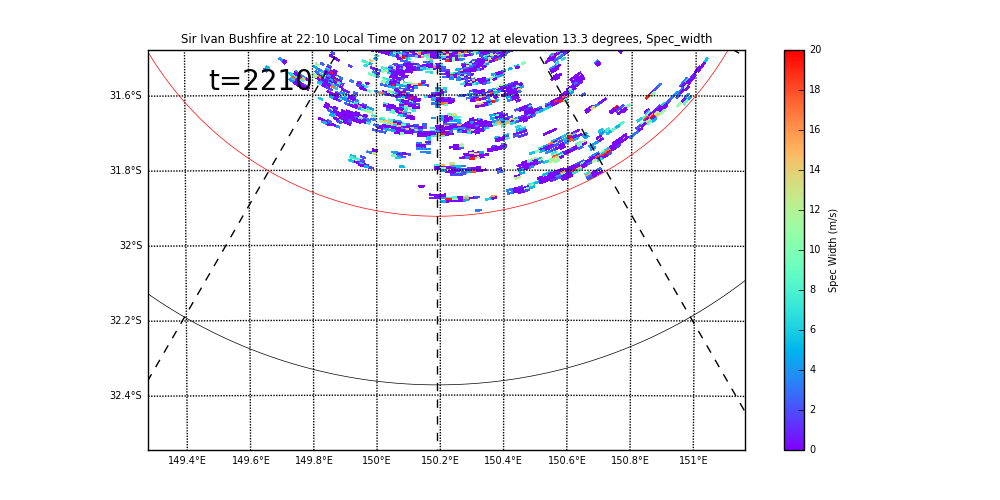 Sir Ivan Bushfire at 22:10 Local Time on 2017 02 12 at elevation 13.3 degrees, Spec_width
t=2210
31.6°S
31.8°S
32°S
32.2°S
32.4°S
149.4°E 149.6°E 149.8°E 150°E 150.2°E 150.4°E 150.6°E 150.8°E 151°E
20
18
16
14
12
10
8
6
4
2
0
Spec Width (m/s)